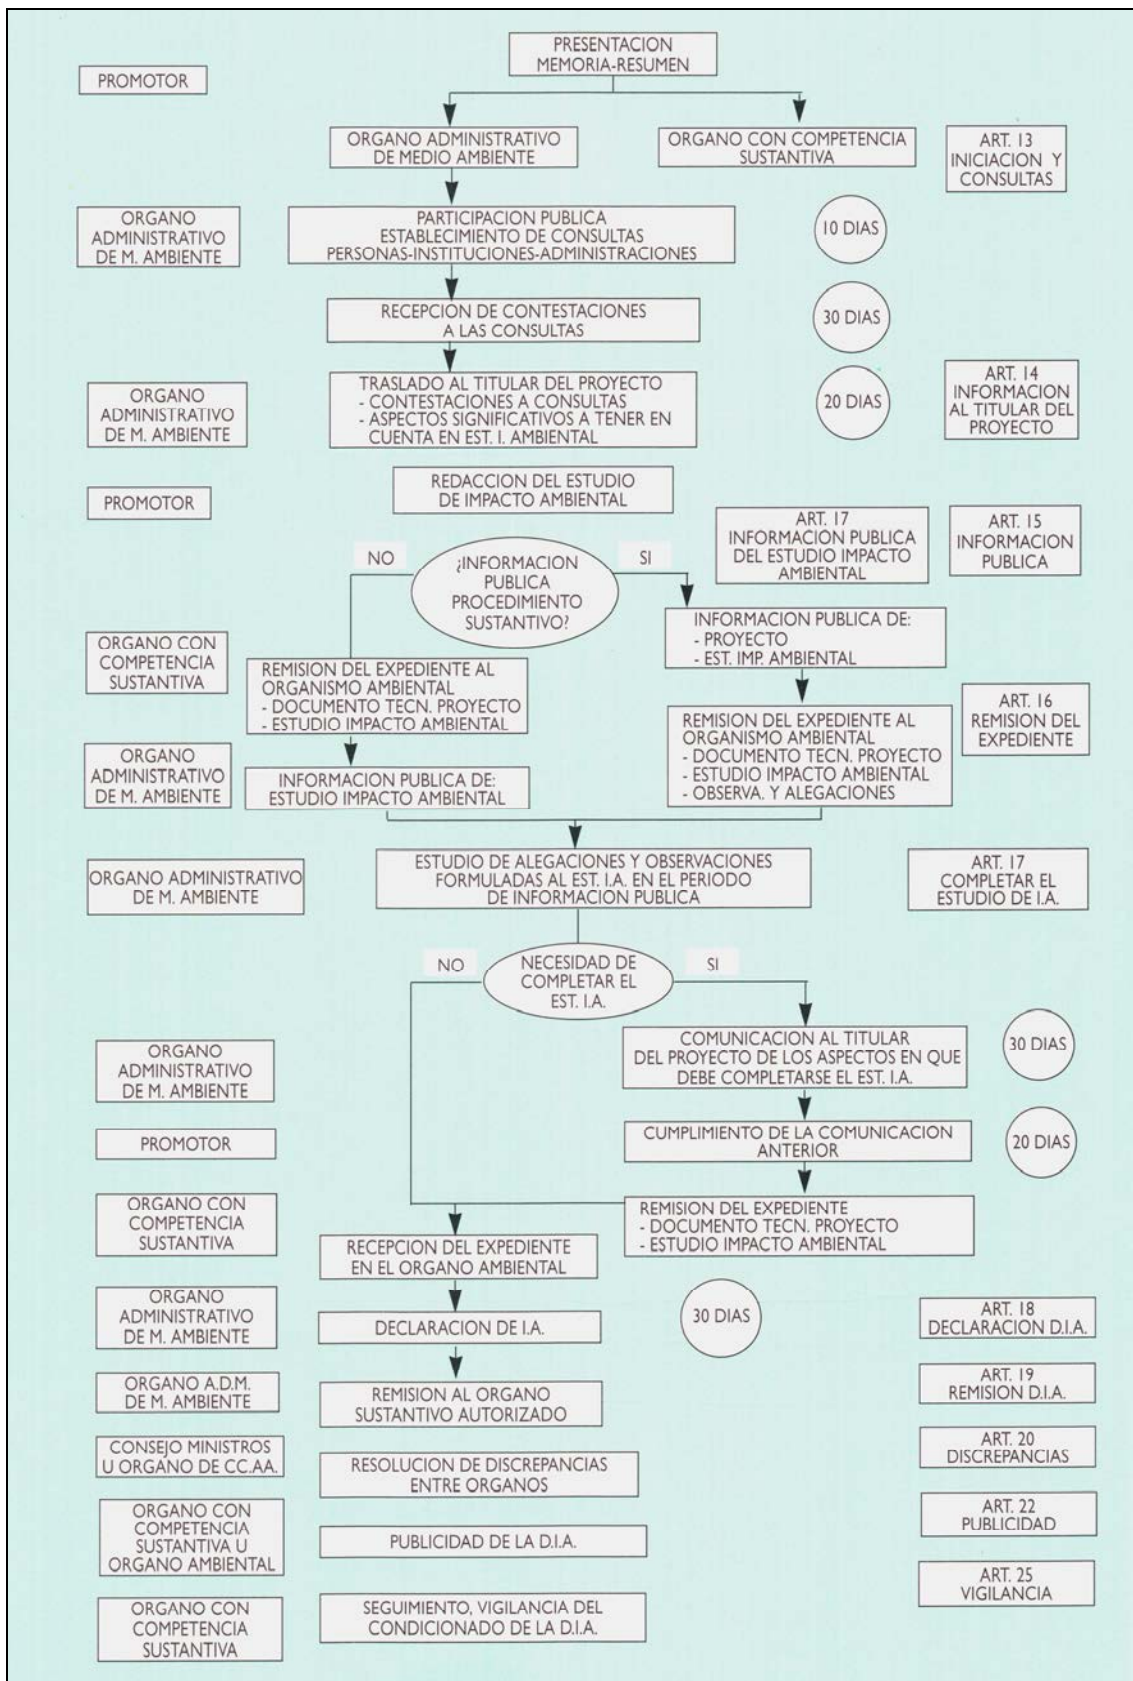 PRESENTACION
MEMORIA-RESUMEN
PROMOTOR
ORGANO ADMINISTRATIVO
DE MEDIO AMBIENTE
ORGANO CON COMPETENCIA
SUSTANTIVA
ART. 13
INICIACION Y
CONSULTAS
ORGANO
ADMINISTRATIVO
DE M. AMBIENTE
PARTICIPACION PUBLICA
ESTABLECIMIENTO DE CONSULTAS
PERSONAS-INSTITUCIONES-ADMINISTRACIONES
10 DIAS
RECEPCION DE CONTESTACIONES
A LAS CONSULTAS
30 DIAS
ORGANO
ADMINISTRATIVO
DE M. AMBIENTE
TRASLADO AL TITULAR DEL PROYECTO
- CONTESTACIONES A CONSULTAS
- ASPECTOS SIGNIFICATIVOS A TENER EN
CUENTA EN EST. I. AMBIENTAL
20 DIAS
ART. 14
INFORMACION
AL TITULAR DEL
PROYECTO
PROMOTOR
REDACCION DEL ESTUDIO
DE IMPACTO AMBIENTAL
ART. 17
INFORMACION PUBLICA
DEL ESTUDIO IMPACTO
AMBIENTAL
ART. 15
INFORMACION
PUBLICA
NO
¿INFORMACION
PUBLICA
PROCEDIMIENTO
SUSTANTIVO?
SI
ORGANO CON
COMPETENCIA
SUSTANTIVA
INFORMACION PUBLICA DE:
- PROYECTO
- EST. IMP. AMBIENTAL
REMISION DEL EXPEDIENTE AL
ORGANISMO AMBIENTAL
- DOCUMENTO TECN. PROYECTO
- ESTUDIO IMPACTO AMBIENTAL
REMISION DEL EXPEDIENTE AL
ORGANISMO AMBIENTAL
- DOCUMENTO TECN. PROYECTO
- ESTUDIO IMPACTO AMBIENTAL
- OBSERVA. Y ALEGACIONES
ART. 16
REMISION DEL
EXPEDIENTE
ORGANO
ADMINISTRATIVO
DE M. AMBIENTE
INFORMACION PUBLICA DE:
ESTUDIO IMPACTO AMBIENTAL
ORGANO ADMINISTRATIVO
DE M. AMBIENTE
ESTUDIO DE ALEGACIONES Y OBSERVACIONES
FORMULADAS AL EST. I.A. EN EL PERIODO
DE INFORMACION PUBLICA
ART. 17
COMPLETAR EL
ESTUDIO DE I.A.
NO
NECESIDAD DE
COMPLETAR EL
EST. I.A.
SI
ORGANO
ADMINISTRATIVO
DE M. AMBIENTE
COMUNICACION AL TITULAR
DEL PROYECTO DE LOS ASPECTOS EN QUE
DEBE COMPLETARSE EL EST. I.A.
30 DIAS
PROMOTOR
CUMPLIMIENTO DE LA COMUNICACION
ANTERIOR
20 DIAS
ORGANO CON
COMPETENCIA
SUSTANTIVA
REMISION DEL EXPEDIENTE
- DOCUMENTO TECN. PROYECTO
- ESTUDIO IMPACTO AMBIENTAL
RECEPCION DEL EXPEDIENTE
EN EL ORGANO AMBIENTAL
ORGANO
ADMINISTRATIVO
DE M. AMBIENTE
DECLARACION DE I.A.
30 DIAS
ART. 18
DECLARACION D.I.A.
ORGANO A.D.M.
DE M. AMBIENTE
REMISION AL ORGANO
SUSTANTIVO AUTORIZADO
ART. 19
REMISION D.I.A.
CONSEJO MINISTROS
U ORGANO DE CC.AA.
RESOLUCION DE DISCREPANCIAS
ENTRE ORGANOS
ART. 20
DISCREPANCIAS
ORGANO CON
COMPETENCIA
SUSTANTIVA U
ORGANO AMBIENTAL
PUBLICIDAD DE LA D.I.A.
ART. 22
PUBLICIDAD
ORGANO CON
COMPETENCIA
SUSTANTIVA
SEGUIMIENTO, VIGILANCIA DEL
CONDICIONADO DE LA D.I.A.
ART. 25
VIGILANCIA